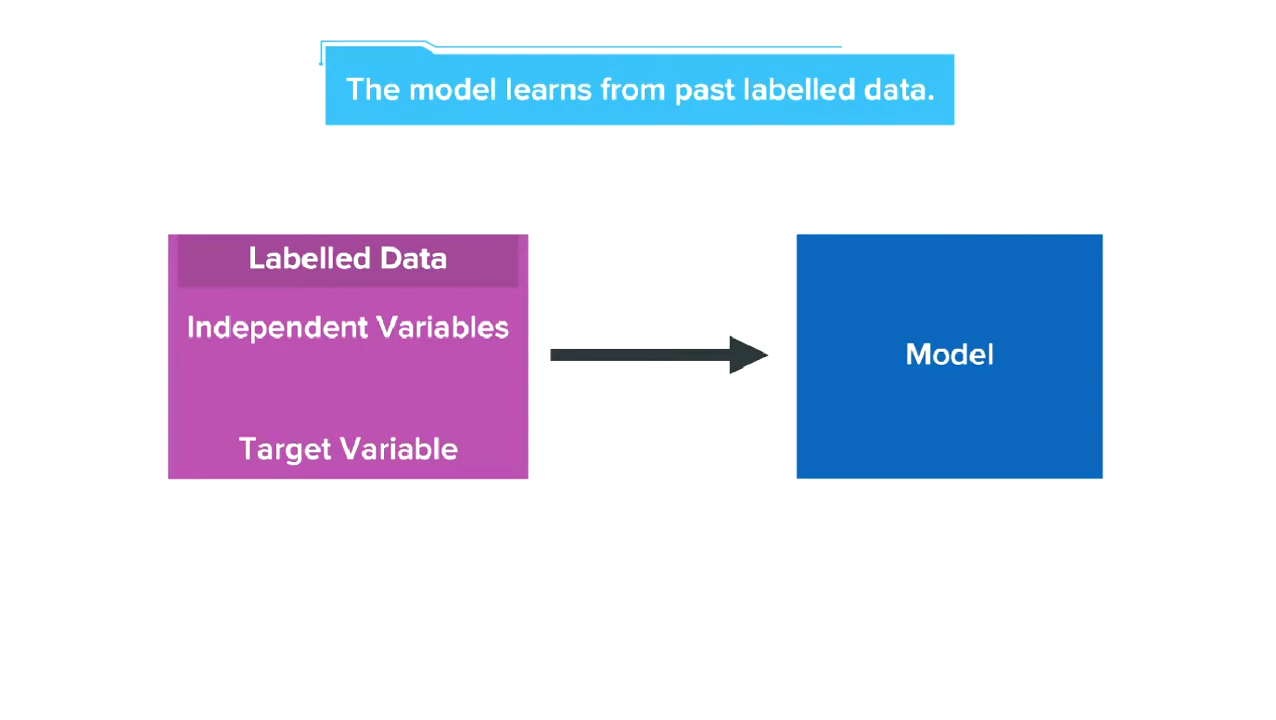 The model learns from past labelled data.
Labelled Data
Independent Variables
Target Variable
Model